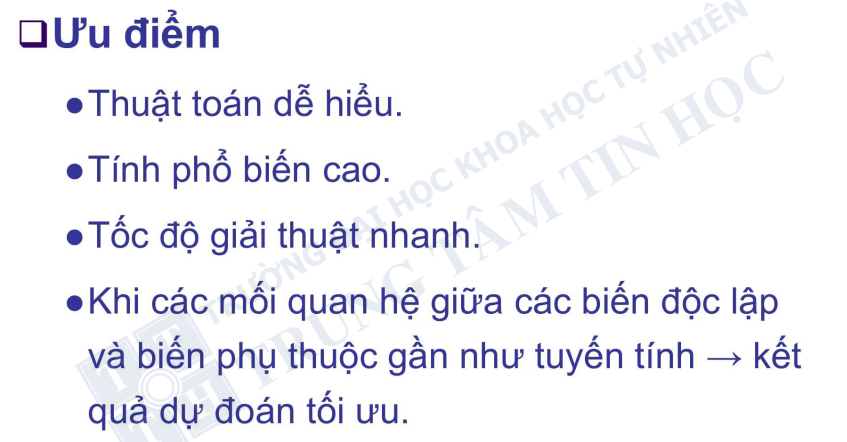 ❑Ưu điểm
●Thuật toán dễ hiểu.
●Tính phổ biến cao.
●Tốc độ giải thuật nhanh.
●Khi các mối quan hệ giữa các biến độc lập
và biến phụ thuộc gần như tuyến tính → kết
quả dự đoán tối ưu.
TRƯỜNG ĐẠI HỌC KHOA HỌC TỰ NHIÊN
TRUNG TÂM TIN HỌC